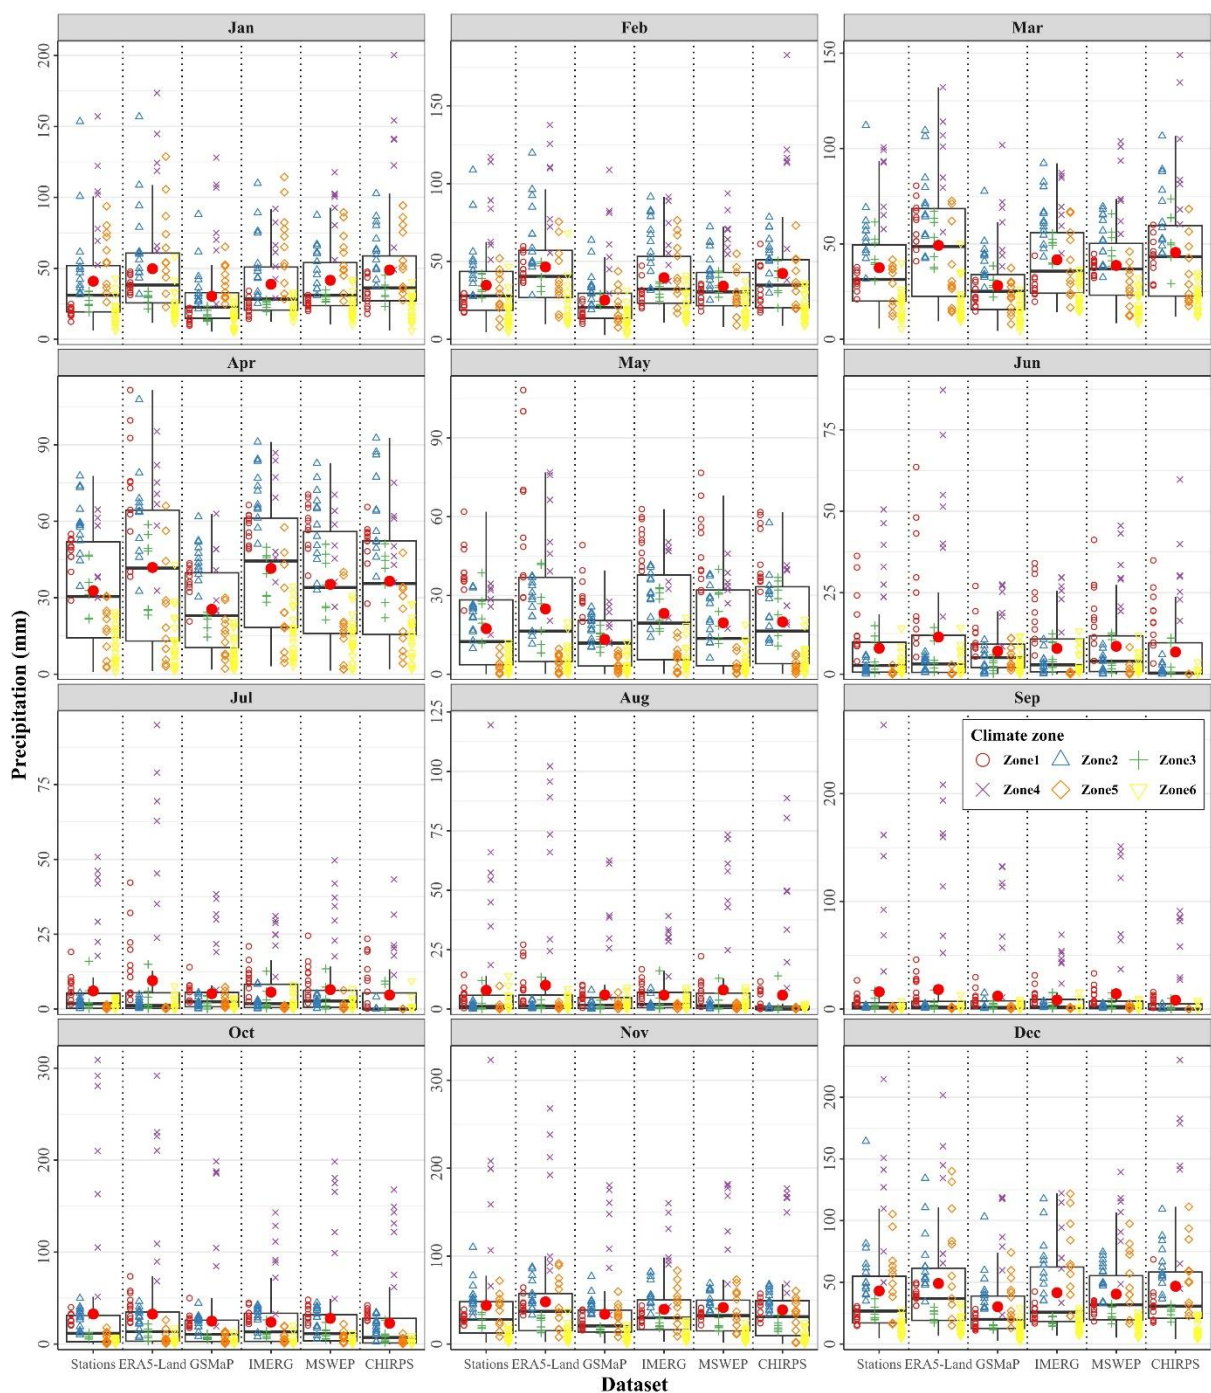 Jan Feb Mar
0 50 100 150 200
0 50 100 150
0 50 100 150
Apr May Jun
0 30 60 90
0 30 60 90
0 25 50 75
Jul Aug Sep
0 25 50 75
0 25 50 75 100 125
0 100 200
Climate zone
Zone1 Zone2 Zone3
Zone4 Zone5 Zone6
Oct Nov Dec
0 100 200 300
0 100 200 300
0 50 100 150 200
Precipitation (mm)
Stations ERA5-Land GSMaP IMERG MSWEP CHIRPS Stations ERA5-Land GSMaP IMERG MSWEP CHIRPS Stations ERA5-Land GSMaP IMERG MSWEP CHIRPS
Dataset